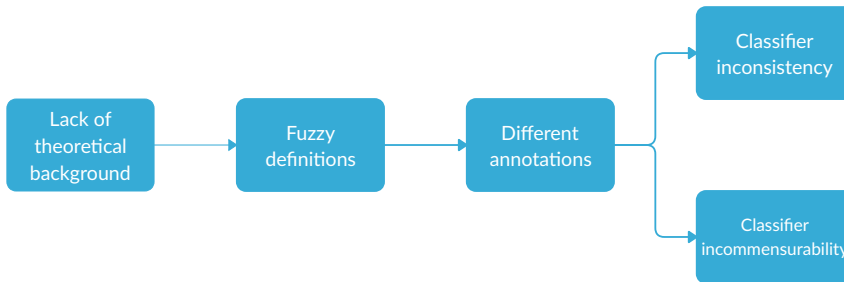 Lack of
theoretical
background
Fuzzy
definitions
Different
annotations
Classifier
inconsistency
Classifier
incommensurability